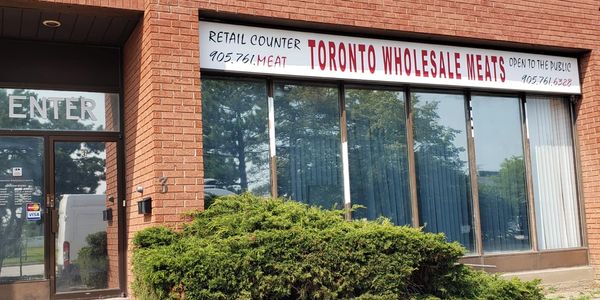 RETAIL COUNTER
905.761.MEAT
TORONTO WHOLESALE MEATS
OPEN TO THE PUBLIC
905.761.6328
ENTER
3
VISA